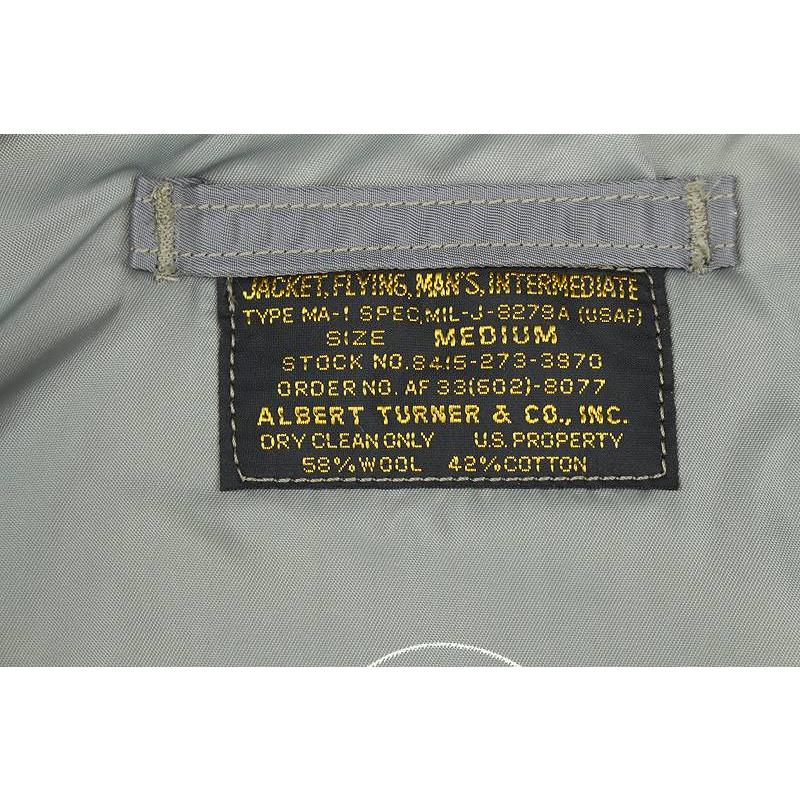 JACKET, FLYING, MAN'S, INTERMEDIATE
TYPE MA-1 SPEC, MIL-J-8279A (USAF)
SIZE MEDIUM
STOCK NO. 8415-273-3970
ORDER NO. AF 33(602)-8077
ALBERT TURNER & CO., INC.
DRY CLEAN ONLY U.S. PROPERTY
58% WOOL 42% COTTON